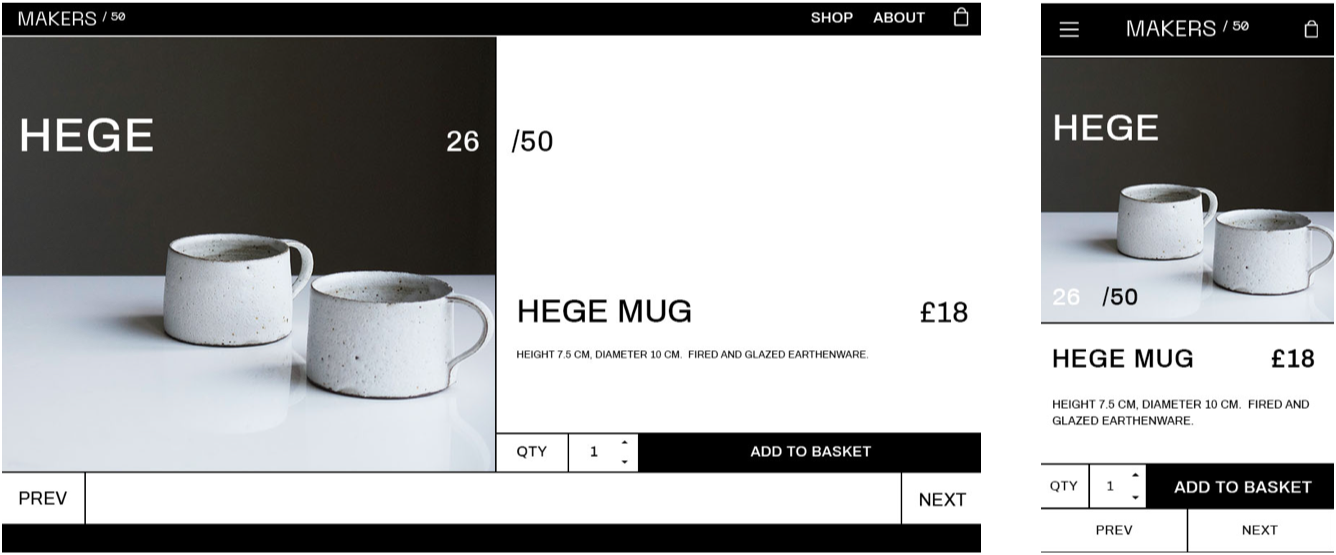 MAKERS / 50
SHOP ABOUT
HEGE
26 /50
HEGE MUG £18
HEIGHT 7.5 CM, DIAMETER 10 CM. FIRED AND GLAZED EARTHENWARE.
QTY 1 ADD TO BASKET
PREV NEXT
MAKERS / 50
HEGE
26 /50
HEGE MUG £18
HEIGHT 7.5 CM, DIAMETER 10 CM. FIRED AND
GLAZED EARTHENWARE.
QTY 1 ADD TO BASKET
PREV NEXT